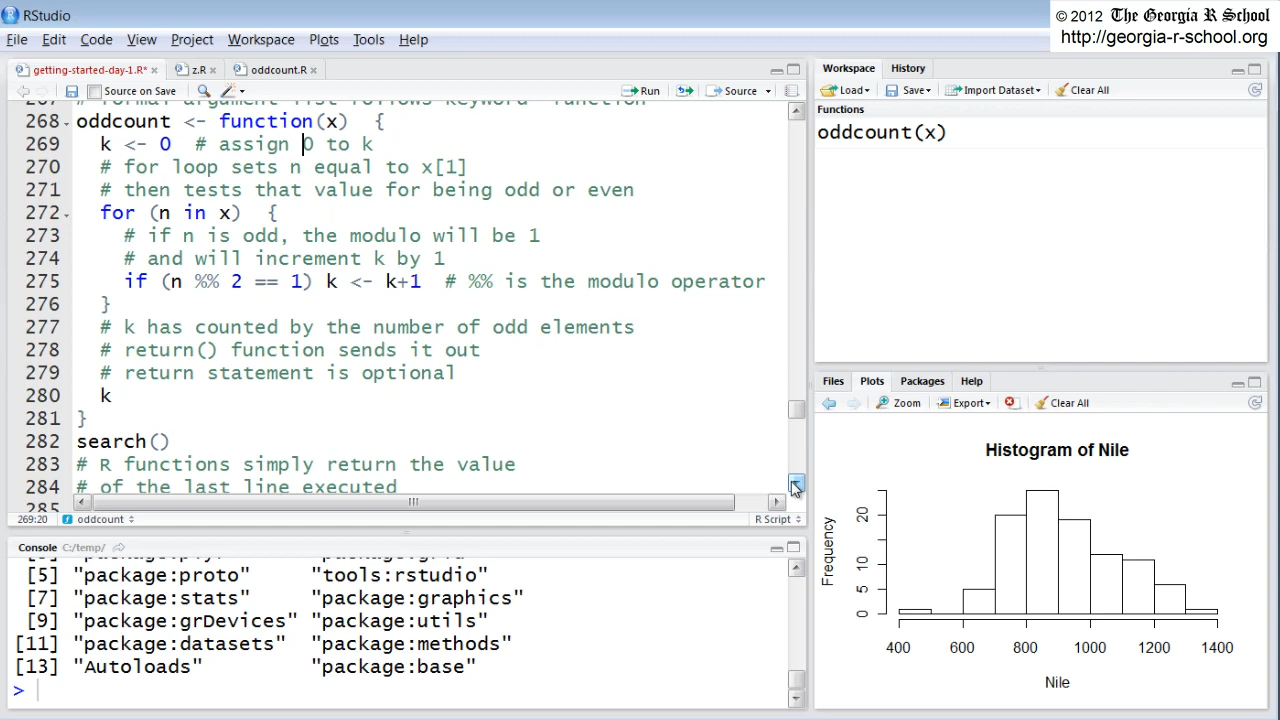 RStudio
© 2012 The Georgia R School
http://georgia-r-school.org
File Edit Code View Project Workspace Plots Tools Help
getting-started-day-1.R* × z.R × oddcount.R ×
Source on Save Run Source
267 # formal argument list follows keyword "function"
268 oddcount <- function(x) {
269 k <- 0 # assign 0 to k
270 # for loop sets n equal to x[1]
271 # then tests that value for being odd or even
272 for (n in x) {
273 # if n is odd, the modulo will be 1
274 # and will increment k by 1
275 if (n %% 2 == 1) k <- k+1 # %% is the modulo operator
276 }
277 # k has counted by the number of odd elements
278 # return() function sends it out
279 # return statement is optional
280 k
281 }
282 search()
283 # R functions simply return the value
284 # of the last line executed
285
269:20 oddcount R Script
Console C:/temp/
[5] "package:proto" "tools:rstudio"
[7] "package:stats" "package:graphics"
[9] "package:grDevices" "package:utils"
[11] "package:datasets" "package:methods"
[13] "Autoloads" "package:base"
>
Workspace History
Load Save Import Dataset Clear All
Functions
oddcount(x)
Files Plots Packages Help
Zoom Export Clear All
Histogram of Nile
Frequency
20
10
5
0
400 600 800 1000 1200 1400
Nile